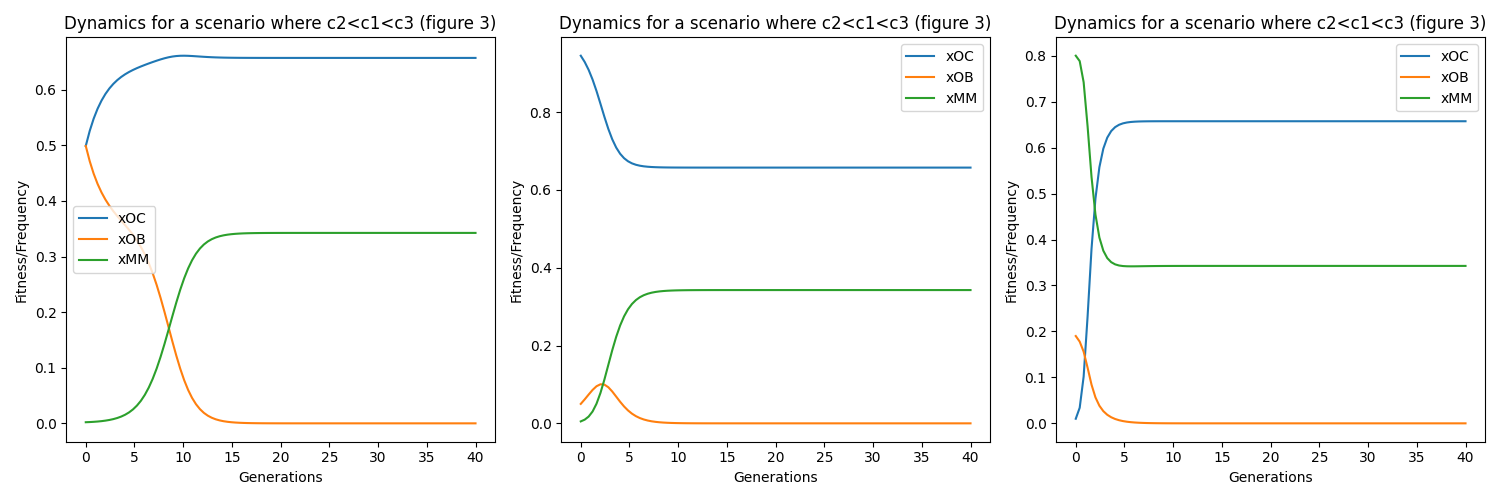 Dynamics for a scenario where c2<c1<c3 (figure 3)
Fitness/Frequency
0.6
0.5
0.4
0.3
0.2
0.1
0.0
xOC
xOB
xMM
0 5 10 15 20 25 30 35 40
Generations
Dynamics for a scenario where c2<c1<c3 (figure 3)
Fitness/Frequency
0.8
0.6
0.4
0.2
0.0
xOC
xOB
xMM
0 5 10 15 20 25 30 35 40
Generations
Dynamics for a scenario where c2<c1<c3 (figure 3)
Fitness/Frequency
0.8
0.7
0.6
0.5
0.4
0.3
0.2
0.1
0.0
xOC
xOB
xMM
0 5 10 15 20 25 30 35 40
Generations